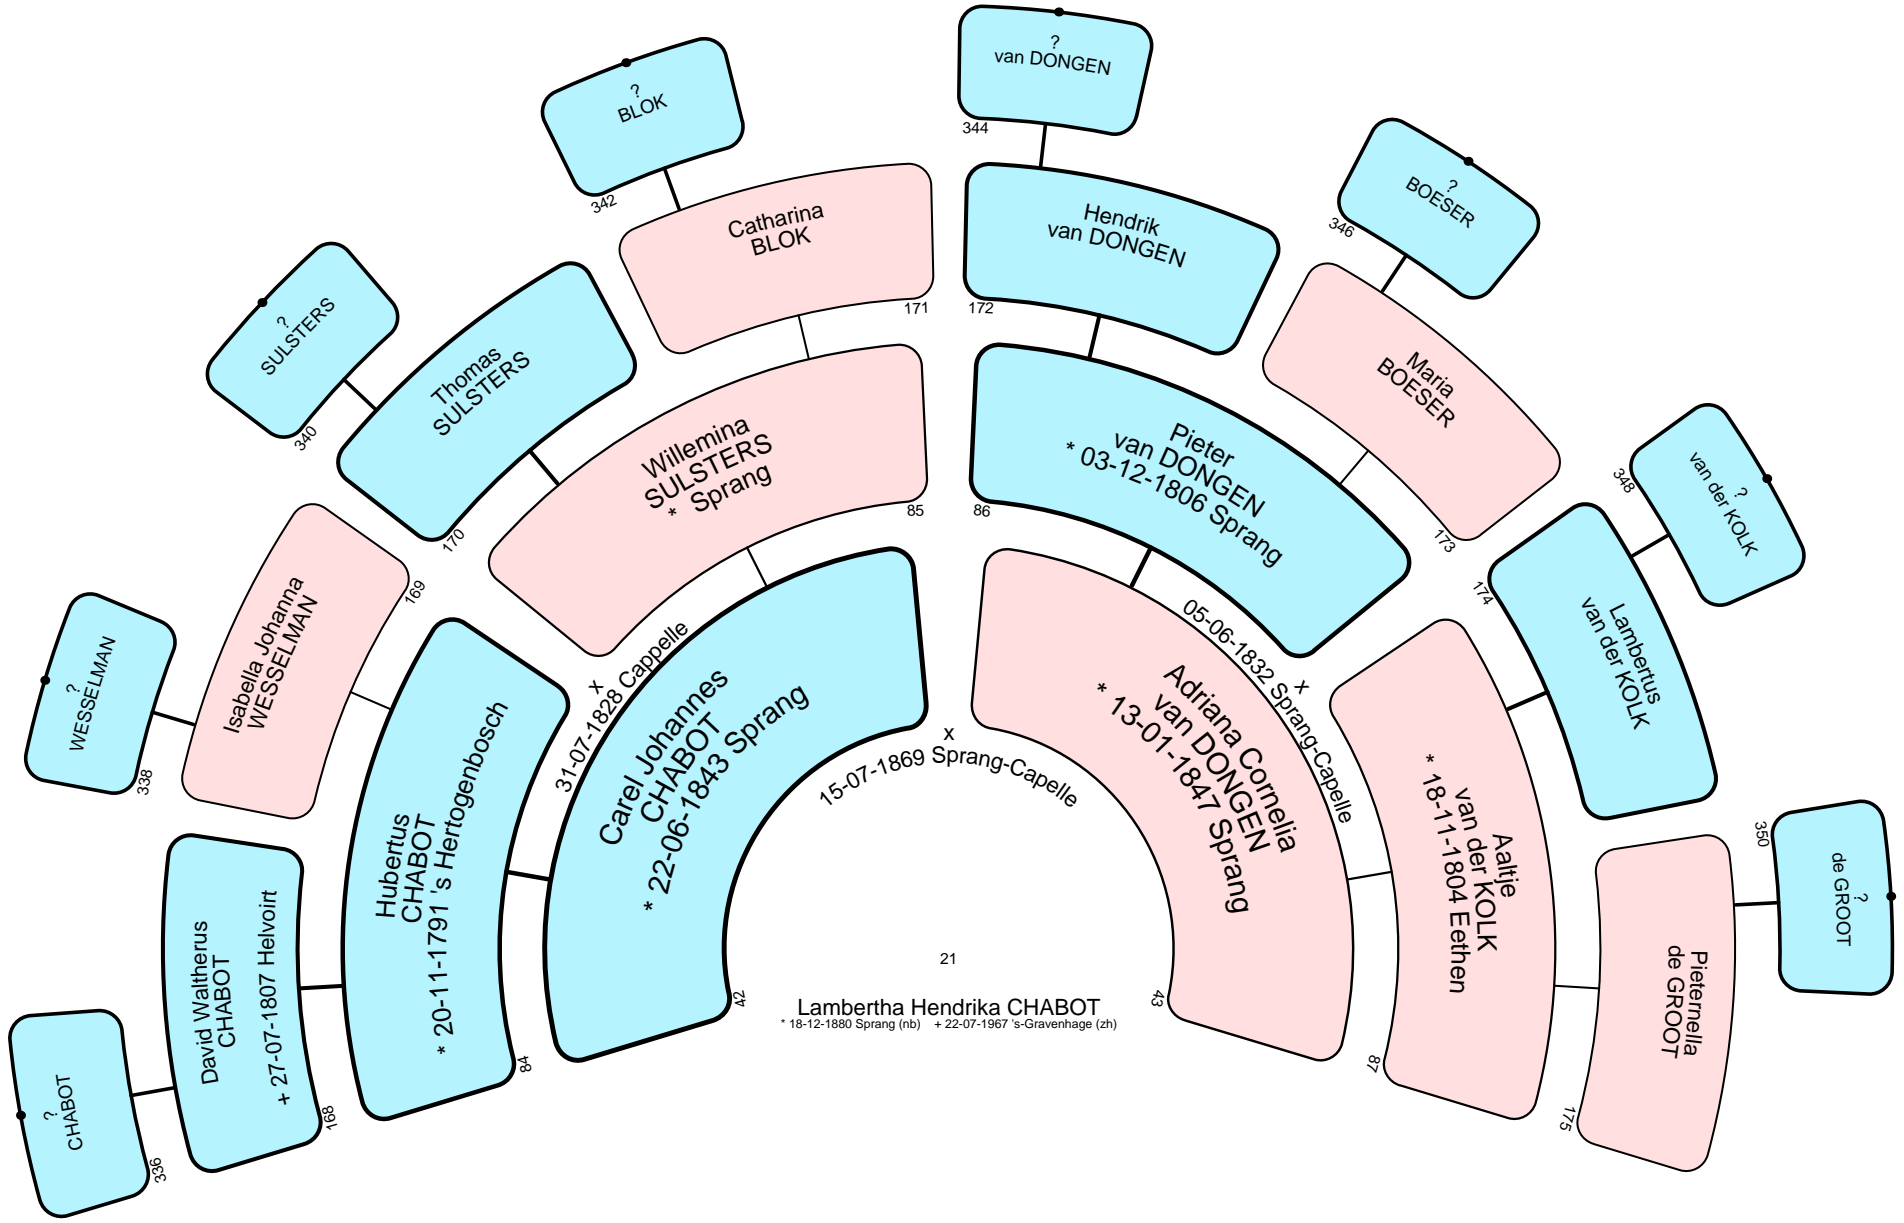 ?
CHABOT
336
?
WESSELMAN
338
?
SULSTERS
340
?
BLOK
342
?
van DONGEN
344
?
BOESER
346
?
van der KOLK
348
?
de GROOT
350
David Waltherus
CHABOT
+ 27-07-1807 Helvoirt
168
Isabella Johanna
WESSELMAN
169
Thomas
SULSTERS
170
Catharina
BLOK
171
Hendrik
van DONGEN
172
Maria
BOESER
173
Lambertus
van der KOLK
174
Pieternella
de GROOT
175
Hubertus
CHABOT
* 20-11-1791 's Hertogenbosch
84
x
31-07-1828 Cappelle
Willemina
SULSTERS
* Sprang
85
Pieter
van DONGEN
* 03-12-1806 Sprang
86
x
05-06-1832 Sprang-Capelle
Aaltje
van der KOLK
* 18-11-1804 Eethen
87
Carel Johannes
CHABOT
* 22-06-1843 Sprang
42
x
15-07-1869 Sprang-Capelle
Adriana Cornelia
van DONGEN
* 13-01-1847 Sprang
43
21
Lambertha Hendrika CHABOT
* 18-12-1880 Sprang (nb) + 22-07-1967 's-Gravenhage (zh)